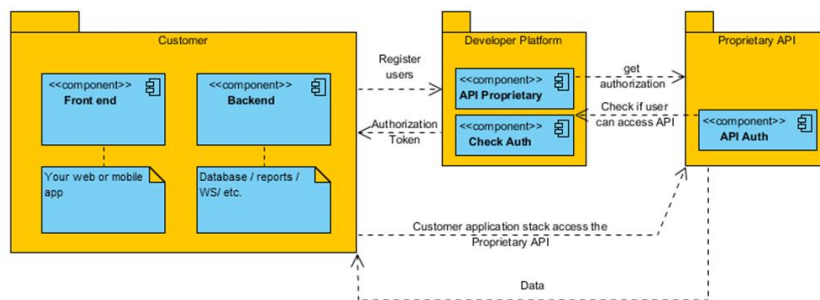 Customer
<<component>>
Front end
<<component>>
Backend
Your web or mobile
app
Database / reports /
WS/ etc.
Register
users
Authorization
Token
Developer Platform
<<component>>
API Proprietary
<<component>>
Check Auth
get
authorization
Check if user
can access API
Proprietary API
<<component>>
API Auth
Customer application stack access the
Proprietary API
Data